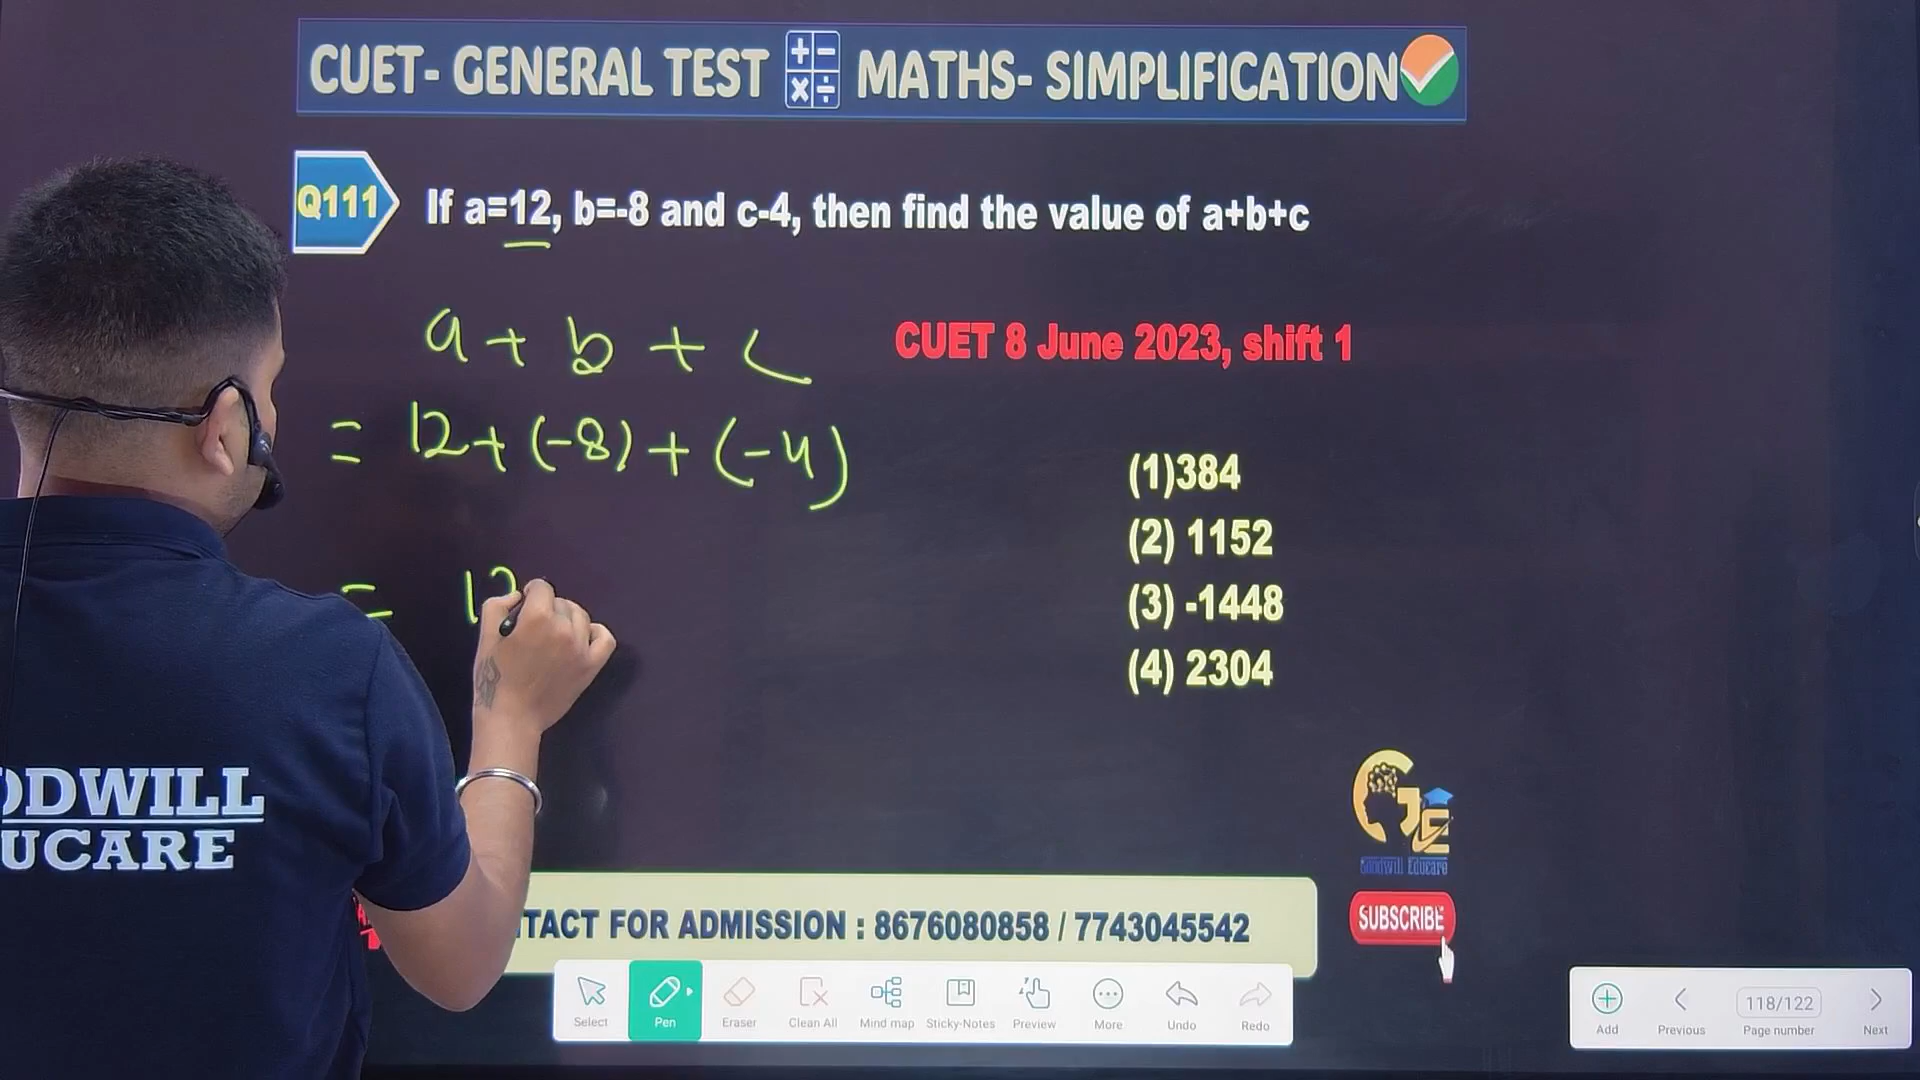 CUET- GENERAL TEST MATHS- SIMPLIFICATION
Q111 If a=12, b=-8 and c-4, then find the value of a+b+c
a + b + c
CUET 8 June 2023, shift 1
= 12 + (-8) + (-4)
(1)384
(2) 1152
= 12
(3) -1448
(4) 2304
ODWILL
UCARE
Goodwill Educare
TACT FOR ADMISSION : 8676080858 / 7743045542
SUBSCRIBE
Select Pen Eraser Clean All Mind map Sticky-Notes Preview More Undo Redo
118/122
Add Previous Page number Next